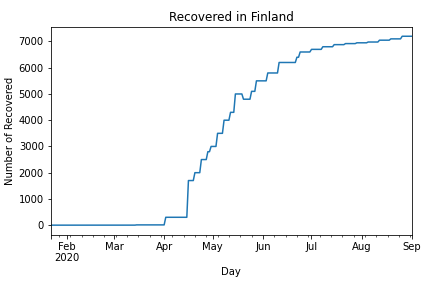 Recovered in Finland
Number of Recovered
7000
6000
5000
4000
3000
2000
1000
0
Feb Mar Apr May Jun Jul Aug Sep
2020
Day